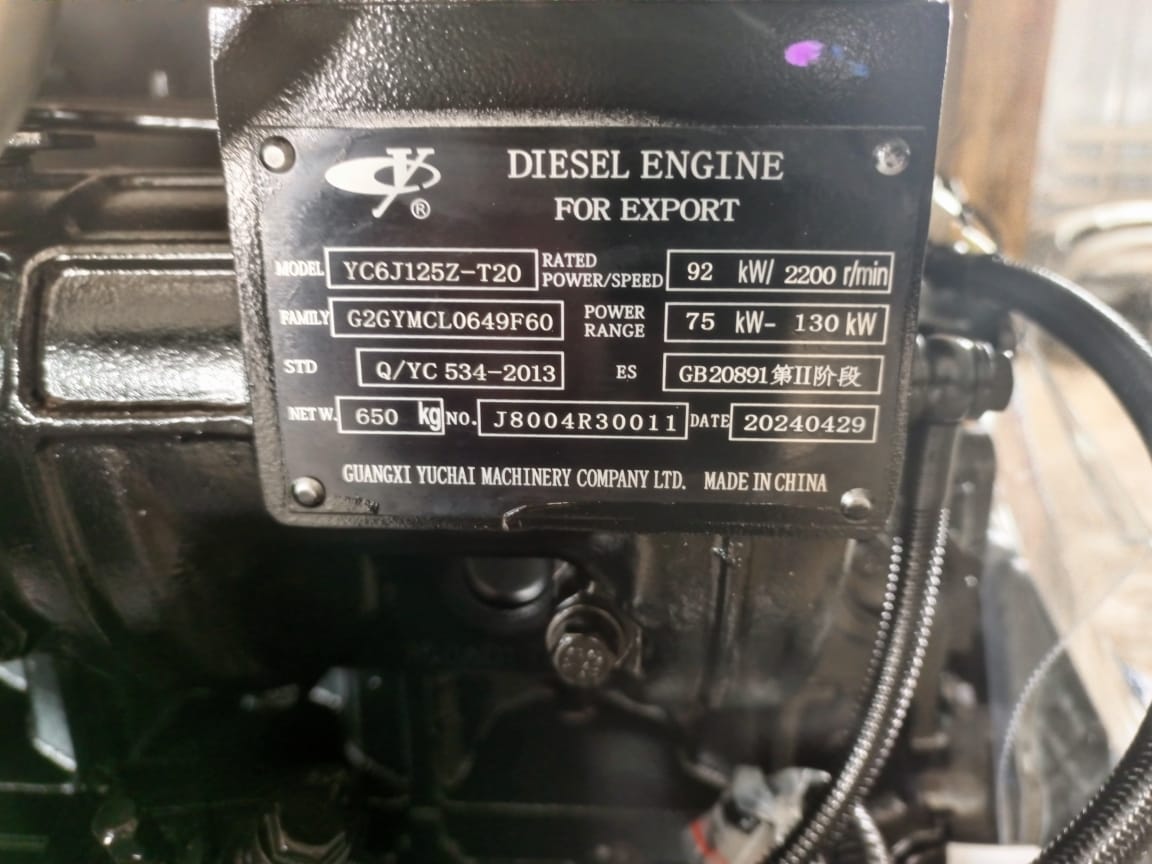 DIESEL ENGINE
FOR EXPORT
MODEL YC6J125Z-T20 RATED POWER/SPEED 92 kW/ 2200 r/min
FAMILY G2GYMCL0649F60 POWER RANGE 75 kW- 130 kW
STD Q/YC 534-2013 ES GB20891第II阶段
NET W. 650 kg NO. J8004R30011 DATE 20240429
GUANGXI YUCHAI MACHINERY COMPANY LTD. MADE IN CHINA